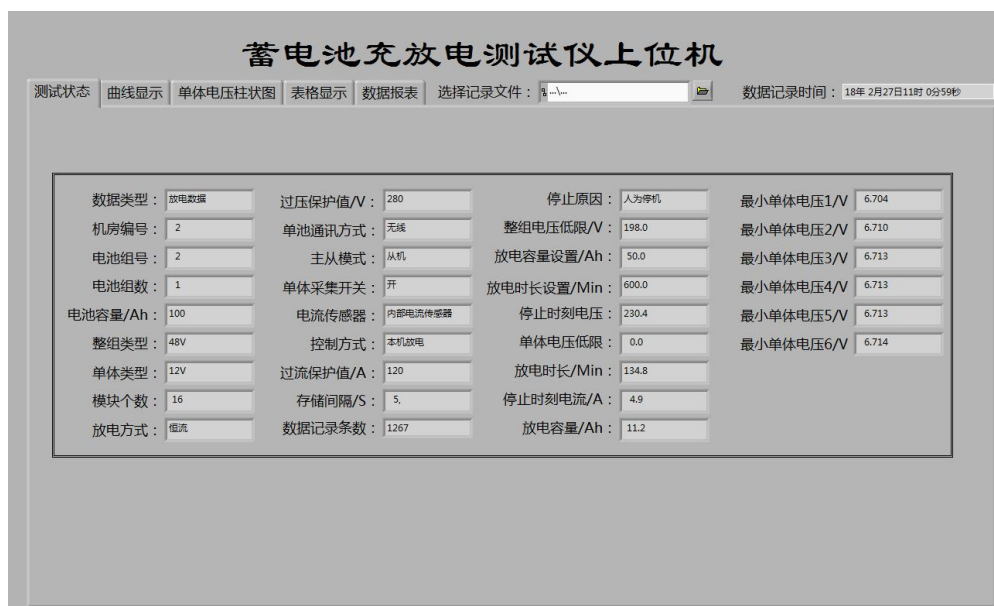 蓄电池充放电测试仪上位机
测试状态 曲线显示 单体电压柱状图 表格显示 数据报表 选择记录文件： ...\... 数据记录时间： 18年 2月27日11时 0分59秒
数据类型： 放电数据 过压保护值/V： 280 停止原因： 人为停机 最小单体电压1/V 6.704
机房编号： 2 单池通讯方式： 无线 整组电压低限/V： 198.0 最小单体电压2/V 6.710
电池组号： 2 主从模式： 从机 放电容量设置/Ah： 50.0 最小单体电压3/V 6.713
电池组数： 1 单体采集开关： 开 放电时长设置/Min： 600.0 最小单体电压4/V 6.713
电池容量/Ah： 100 电流传感器： 内部电流传感器 停止时刻电压： 230.4 最小单体电压5/V 6.713
整组类型： 48V 控制方式： 本机放电 单体电压低限： 0.0 最小单体电压6/V 6.714
单体类型： 12V 过流保护值/A： 120 放电时长/Min： 134.8
模块个数： 16 存储间隔/S： 5, 停止时刻电流/A： 4.9
放电方式： 恒流 数据记录条数： 1267 放电容量/Ah： 11.2